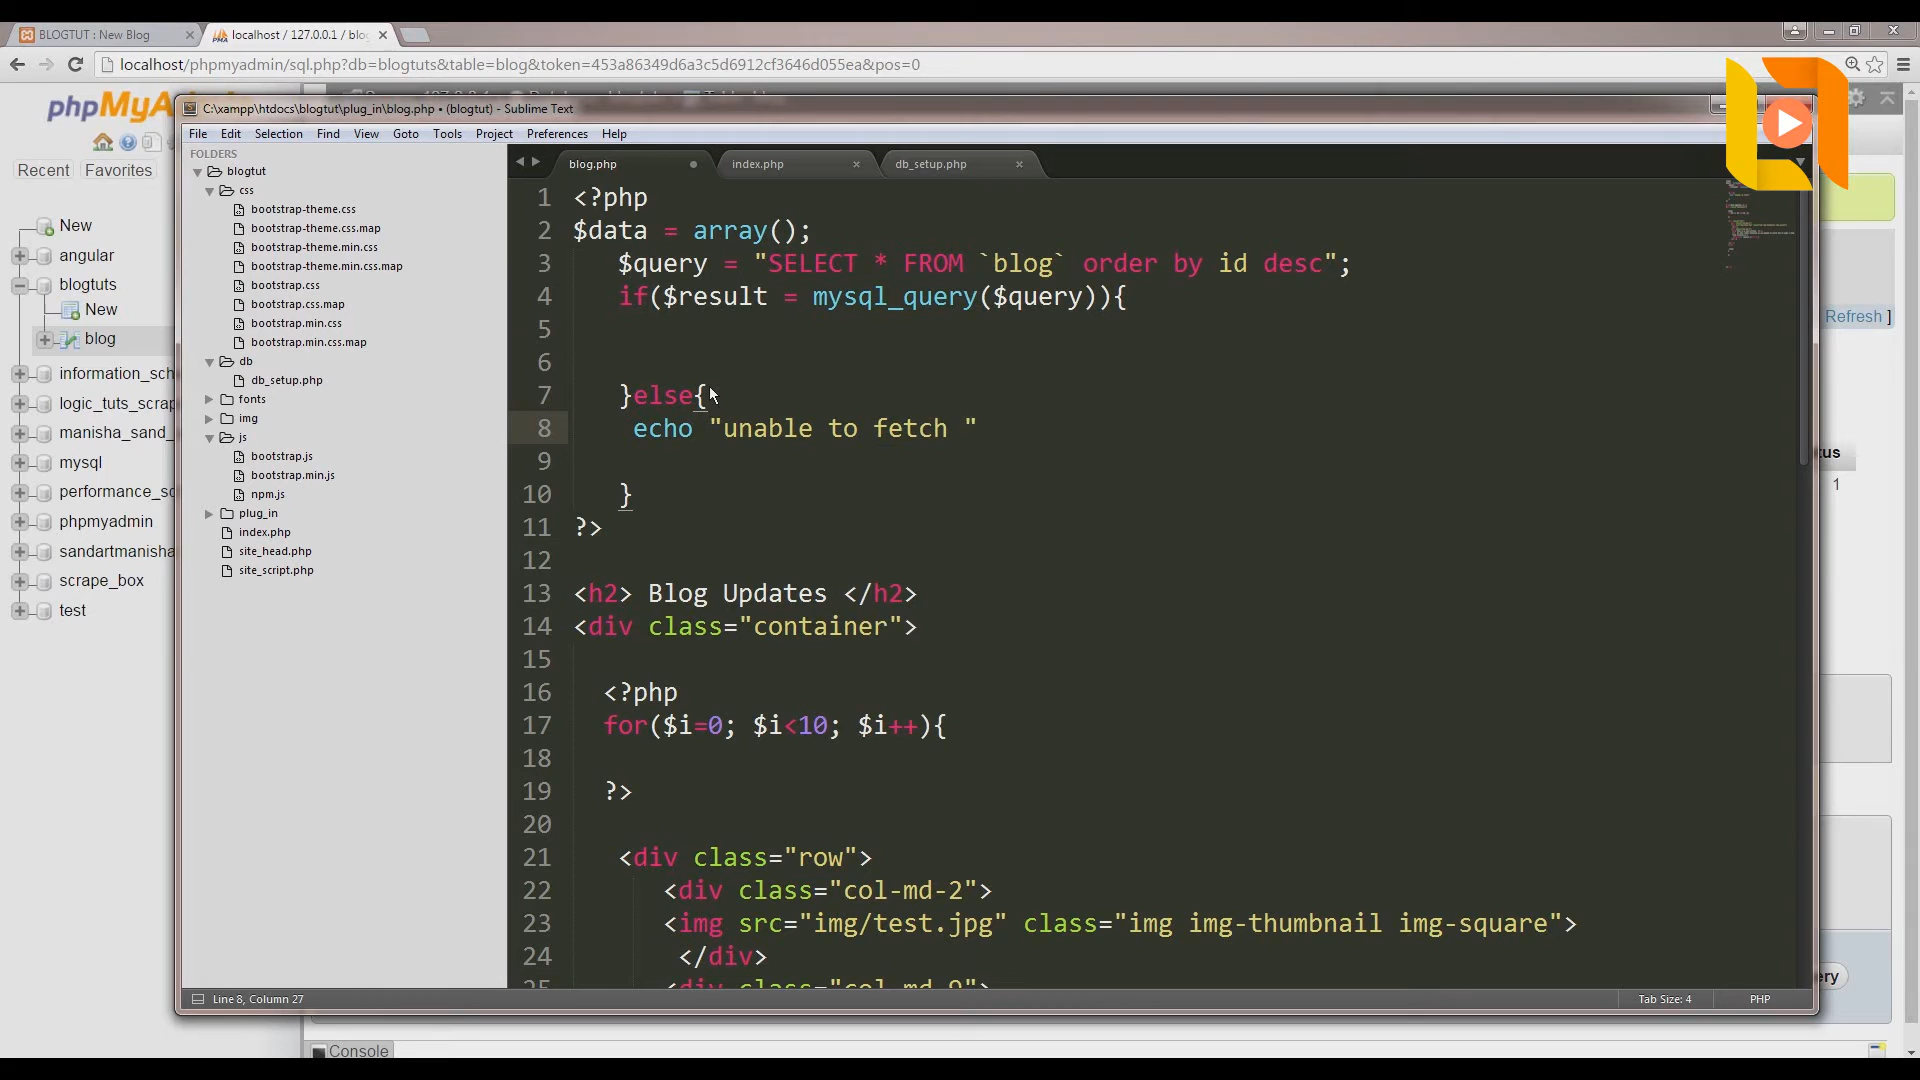 BLOGTUT : New Blog
localhost / 127.0.0.1 / blo
localhost/phpmyadmin/sql.php?db=blogtuts&table=blog&token=453a86349d6a3c5d6912cf3646d055ea&pos=0
phpMyA
Recent
Favorites
New
angular
blogtuts
New
blog
information_sch
logic_tuts_scrap
manisha_sand_
mysql
performance_sc
phpmyadmin
sandartmanisha
scrape_box
test
C:\xampp\htdocs\blogtut\plug_in\blog.php • (blogtut) - Sublime Text
File Edit Selection Find View Goto Tools Project Preferences Help
FOLDERS
blogtut
css
bootstrap-theme.css
bootstrap-theme.css.map
bootstrap-theme.min.css
bootstrap-theme.min.css.map
bootstrap.css
bootstrap.css.map
bootstrap.min.css
bootstrap.min.css.map
db
db_setup.php
fonts
img
js
bootstrap.js
bootstrap.min.js
npm.js
plug_in
index.php
site_head.php
site_script.php
blog.php
index.php
db_setup.php
1 <?php
2 $data = array();
3 $query = "SELECT * FROM `blog` order by id desc";
4 if($result = mysql_query($query)){
5
6
7 }else{
8 echo "unable to fetch "
9
10 }
11 ?>
12
13 <h2> Blog Updates </h2>
14 <div class="container">
15
16 <?php
17 for($i=0; $i<10; $i++){
18
19 ?>
20
21 <div class="row">
22 <div class="col-md-2">
23 <img src="img/test.jpg" class="img img-thumbnail img-square">
24 </div>
25 <div class="col-md-9">
Line 8, Column 27
Tab Size: 4
PHP
Refresh ]
tus
1
ery
Console